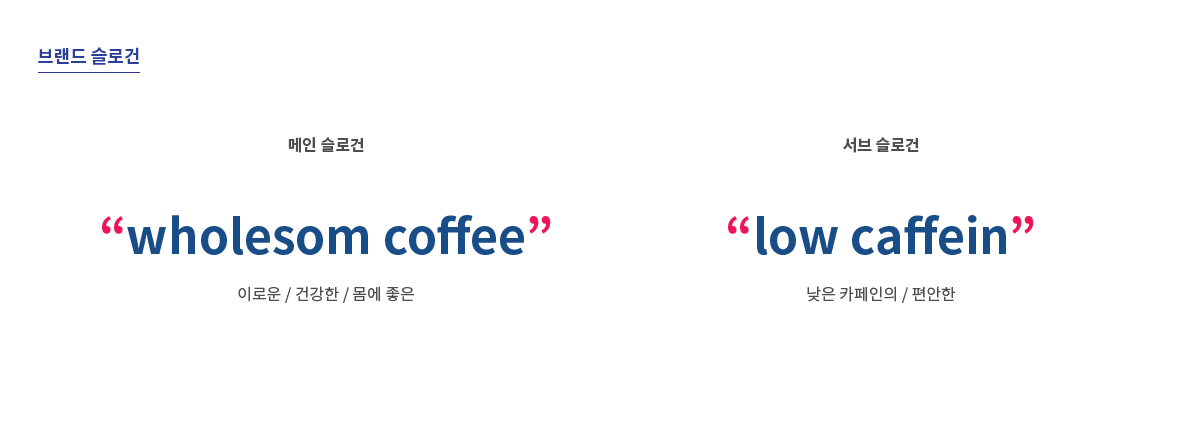 브랜드 슬로건
메인 슬로건
“wholesom coffee”
이로운 / 건강한 / 몸에 좋은
서브 슬로건
“low caffein”
낮은 카페인의 / 편안한